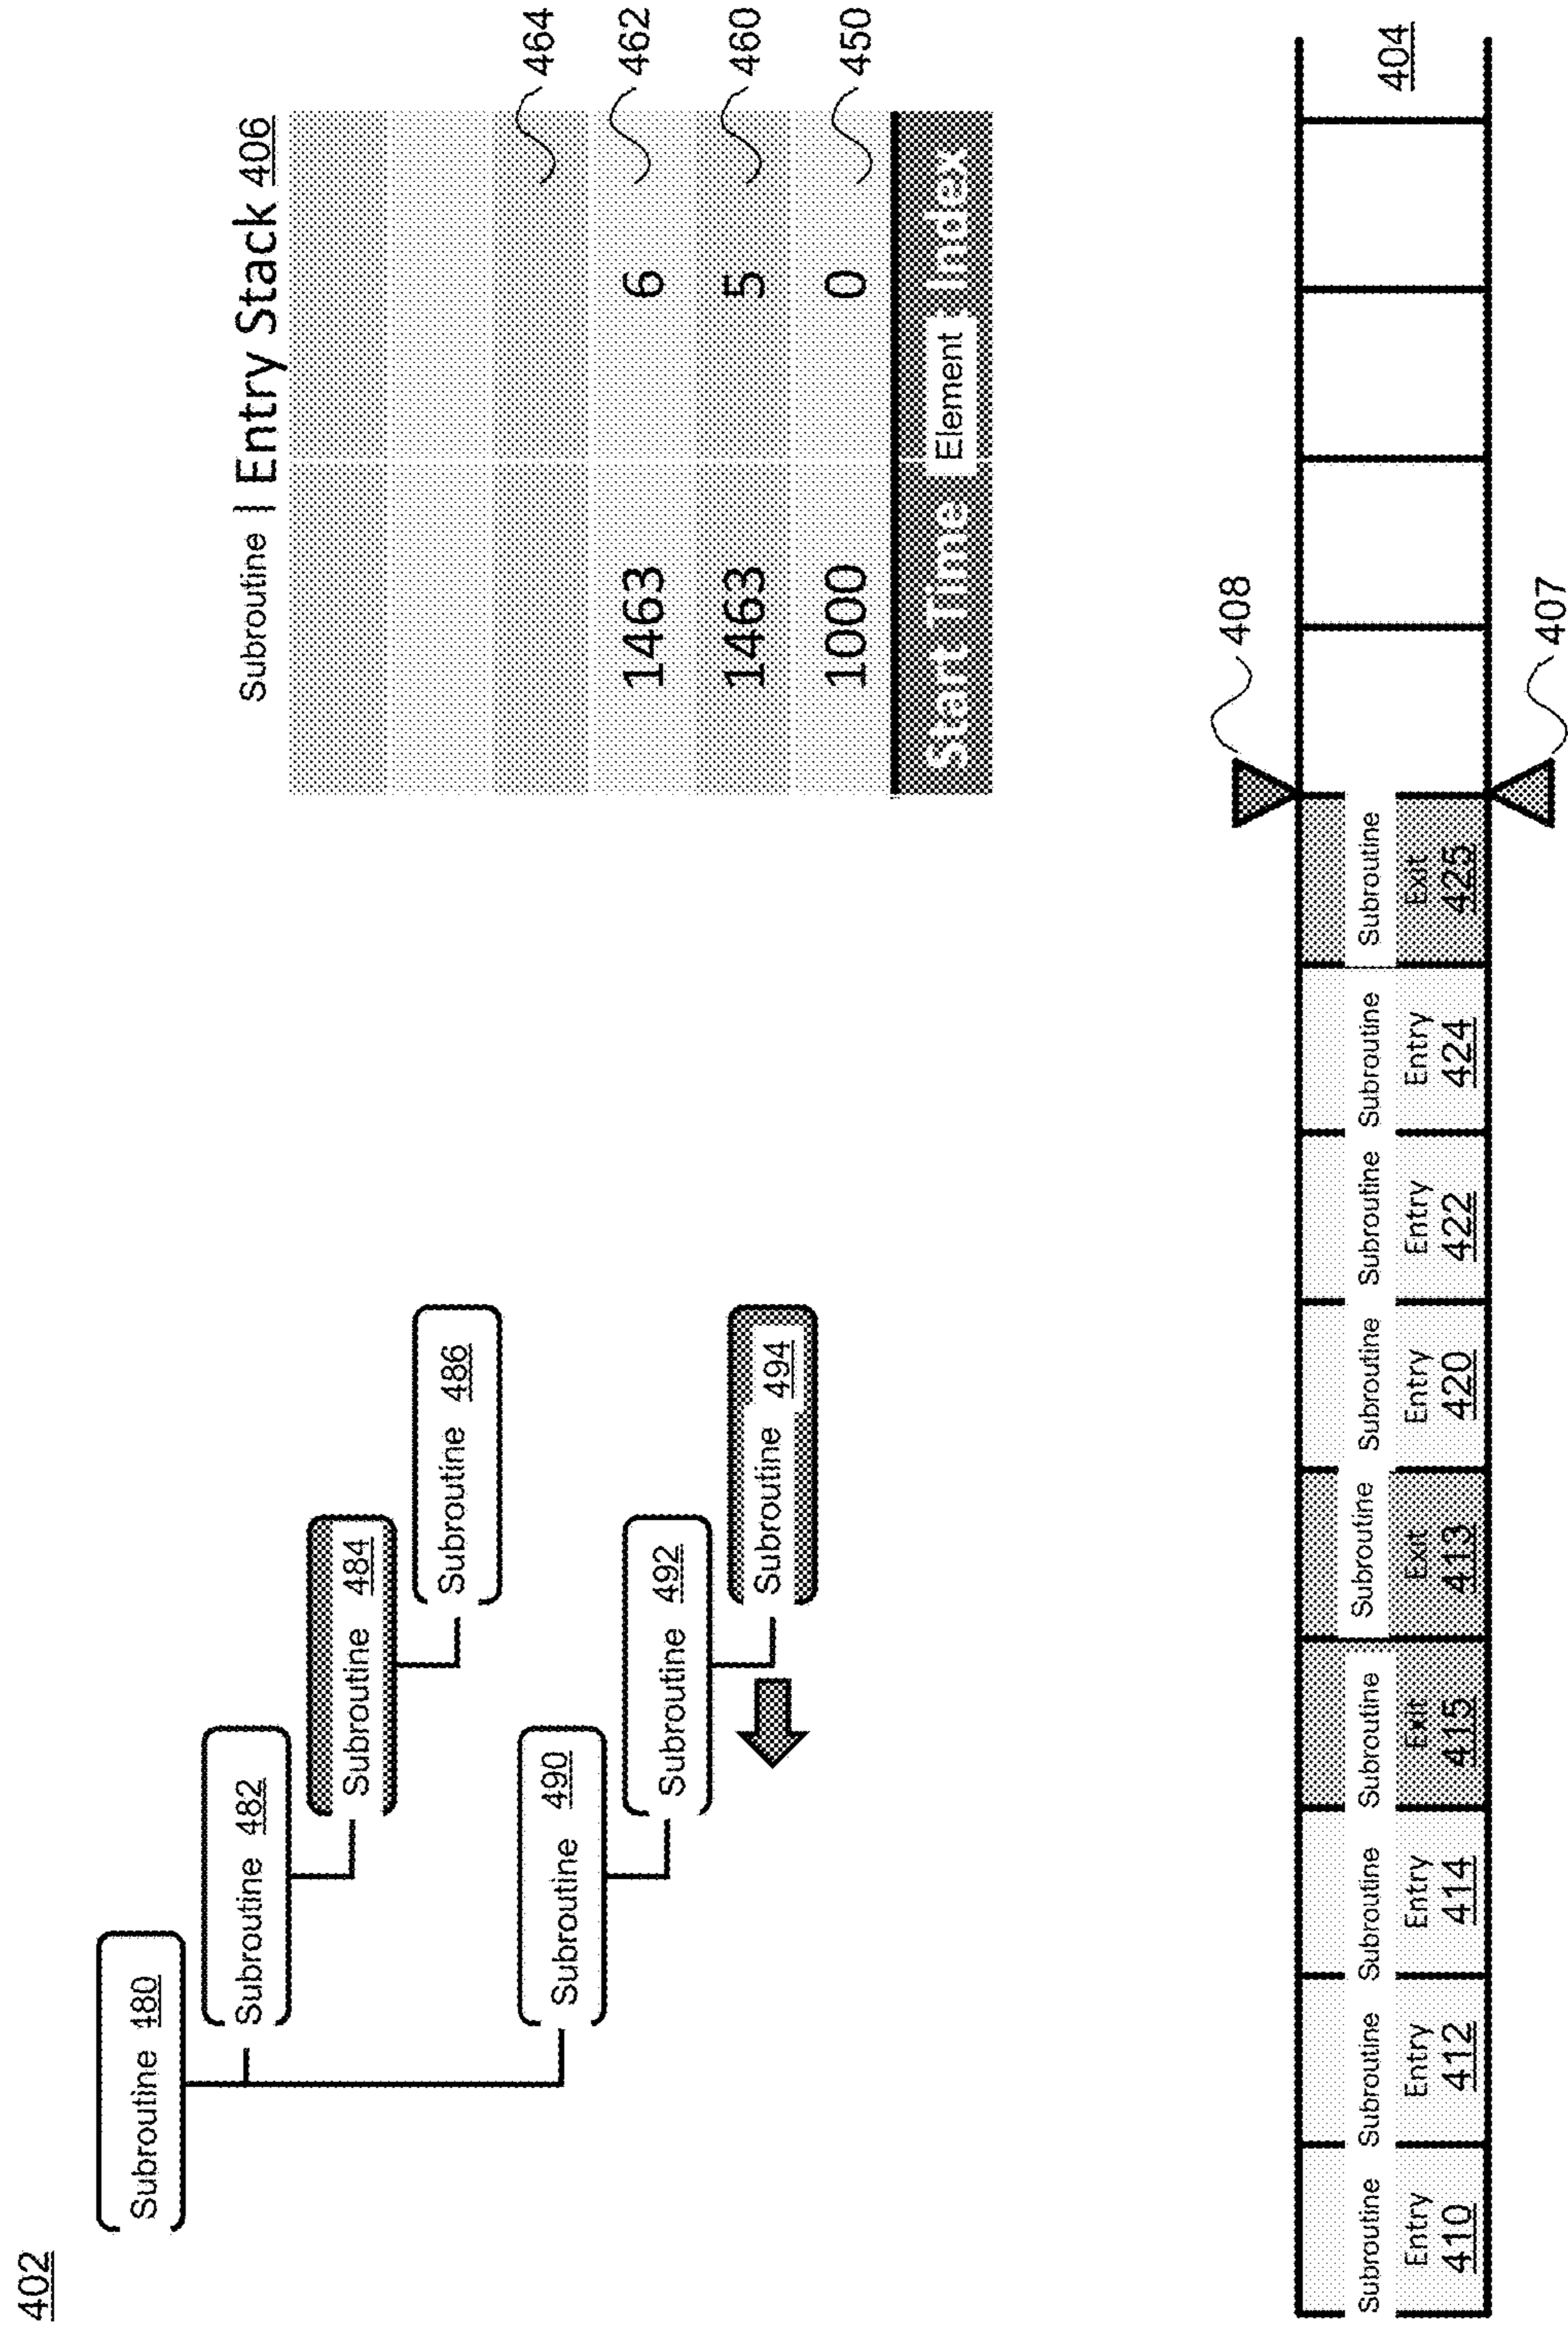 402
Subroutine 480
Subroutine 482
Subroutine 484
Subroutine 486
Subroutine 490
Subroutine 492
Subroutine 494
Subroutine | Entry Stack 406
464
1463 6 462
1463 5 460
1000 0 450
Start Time Element Index
408
Subroutine Entry 410
Subroutine Entry 412
Subroutine Entry 414
Subroutine Exit 415
Subroutine Exit 413
Subroutine Entry 420
Subroutine Entry 422
Subroutine Entry 424
Subroutine Exit 425
404
407